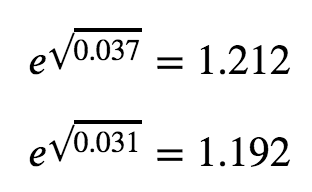 e^√0.037 = 1.212
e^√0.031 = 1.192